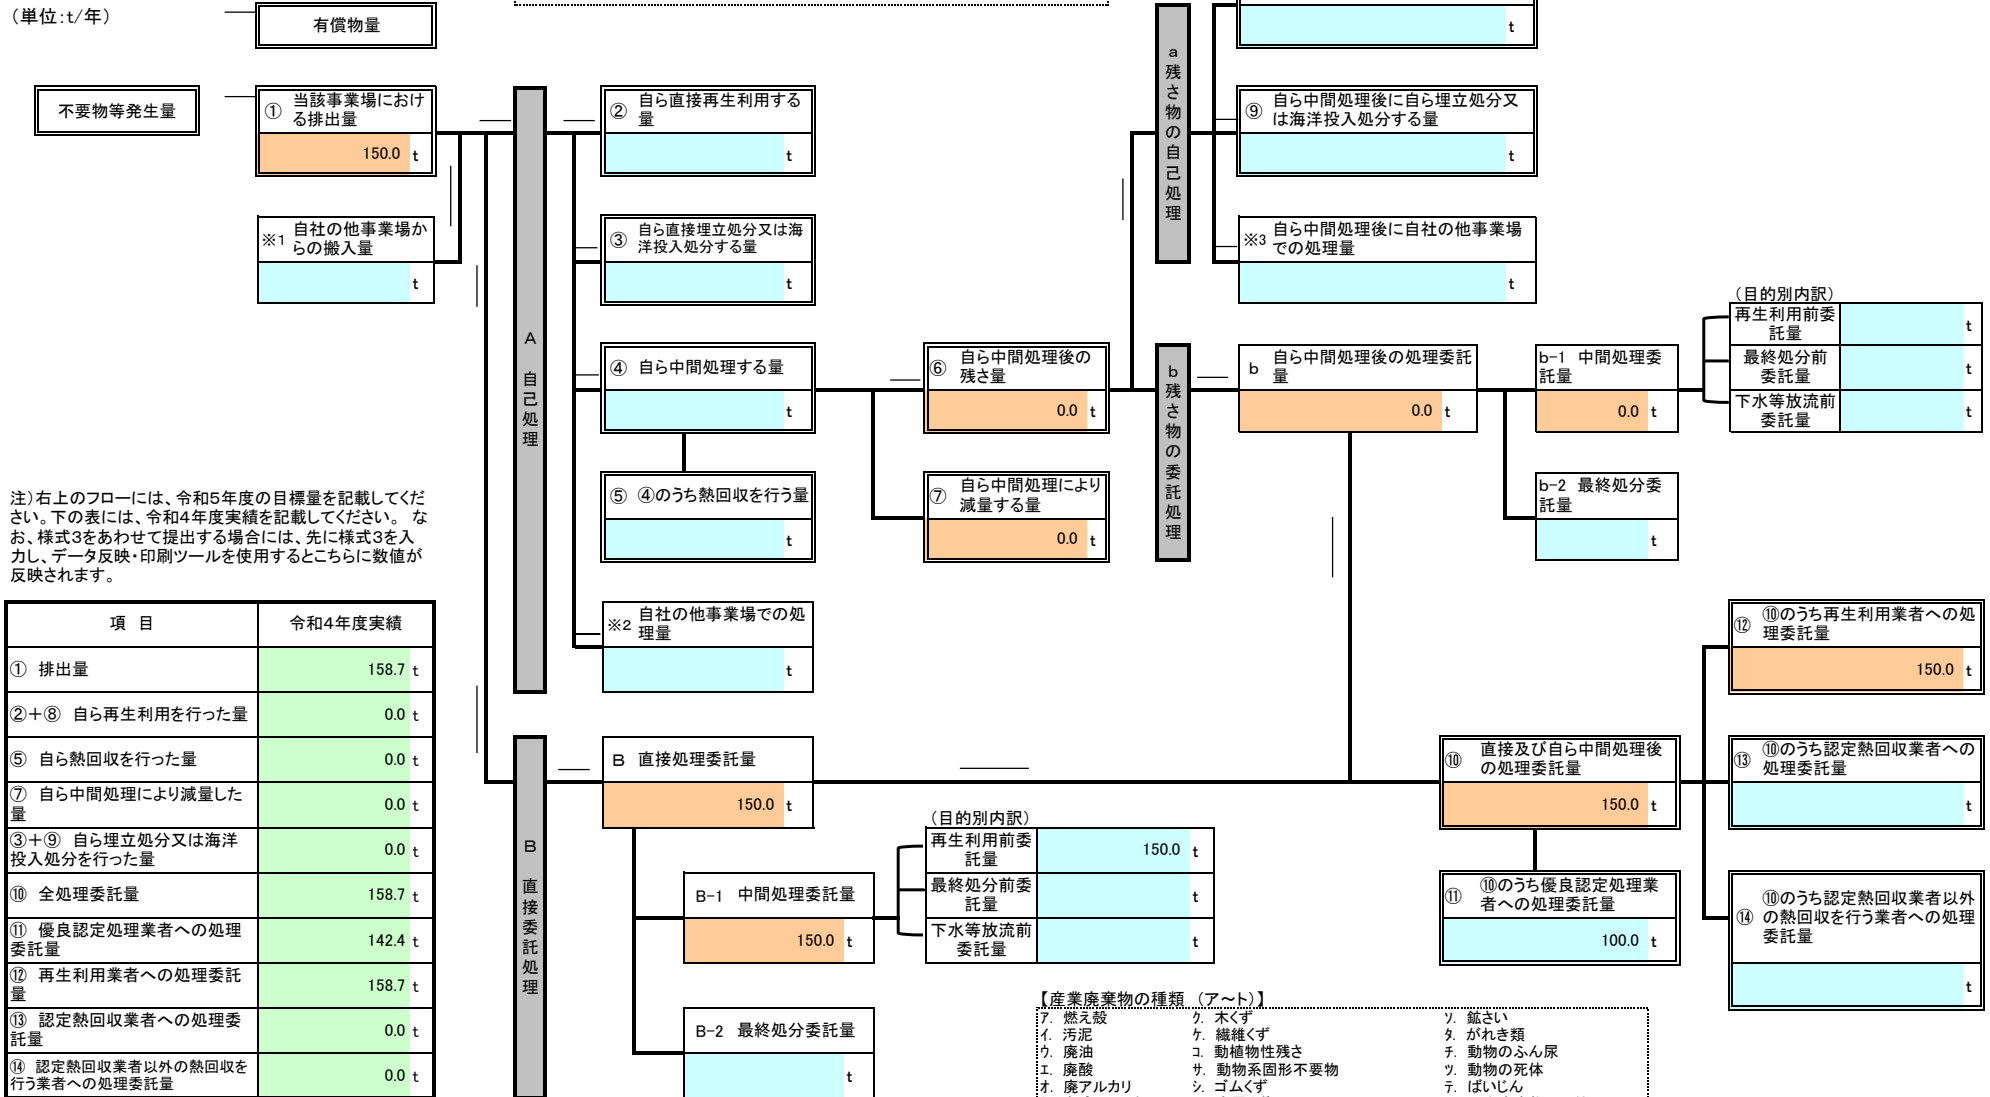 （単位:t/年）
有償物量
t
不要物等発生量
① 当該事業場におけ
る排出量
150.0 t
※1 自社の他事業場か
らの搬入量
t
A 自己処理
② 自ら直接再生利用する
量
t
③ 自ら直接埋立処分又は海
洋投入処分する量
t
④ 自ら中間処理する量
t
⑤ ④のうち熱回収を行う量
t
※2 自社の他事業場での処
理量
t
⑥ 自ら中間処理後の
残さ量
0.0 t
⑦ 自ら中間処理により
減量する量
0.0 t
a残さ物の自己処理
⑨ 自ら中間処理後に自ら埋立処分又
は海洋投入処分する量
t
※3 自ら中間処理後に自社の他事業場
での処理量
t
b残さ物の委託処理
b 自ら中間処理後の処理委託
量
0.0 t
b-1 中間処理委
託量
0.0 t
b-2 最終処分委
託量
t
（目的別内訳）
再生利用前委
託量
t
最終処分前
委託量
t
下水等放流前
委託量
t
注）右上のフローには、令和５年度の目標量を記載してくだ
さい。下の表には、令和４年度実績を記載してください。 な
お、様式３をあわせて提出する場合には、先に様式３を入
力し、データ反映・印刷ツールを使用するとこちらに数値が
反映されます。
項 目 令和４年度実績
① 排出量 158.7 t
②＋⑧ 自ら再生利用を行った量 0.0 t
⑤ 自ら熱回収を行った量 0.0 t
⑦ 自ら中間処理により減量した
量 0.0 t
③＋⑨ 自ら埋立処分又は海洋
投入処分を行った量 0.0 t
⑩ 全処理委託量 158.7 t
⑪ 優良認定処理業者への処理
委託量 142.4 t
⑫ 再生利用業者への処理委託
量 158.7 t
⑬ 認定熱回収業者への処理委
託量 0.0 t
⑭ 認定熱回収業者以外の熱回収を
行う業者への処理委託量 0.0 t
B 直接委託処理
B 直接処理委託量
150.0 t
B-1 中間処理委託量
150.0 t
B-2 最終処分委託量
t
（目的別内訳）
再生利用前委
託量
150.0 t
最終処分前委
託量
t
下水等放流前
委託量
t
⑩ 直接及び自ら中間処理後
の処理委託量
150.0 t
⑪ ⑩のうち優良認定処理業
者への処理委託量
100.0 t
⑫ ⑩のうち再生利用業者への処
理委託量
150.0 t
⑬ ⑩のうち認定熱回収業者への
処理委託量
t
⑭ ⑩のうち認定熱回収業者以外
の熱回収を行う業者への処理
委託量
t
【産業廃棄物の種類 （ア～ト）】
ｱ. 燃え殻 ｸ. 木くず ｿ. 鉱さい
ｲ. 汚泥 ｹ. 繊維くず ﾀ. がれき類
ｳ. 廃油 ｺ. 動植物性残さ ﾁ. 動物のふん尿
ｴ. 廃酸 ｻ. 動物系固形不要物 ﾂ. 動物の死体
ｵ. 廃アルカリ ｼ. ゴムくず ﾃ. ばいじん